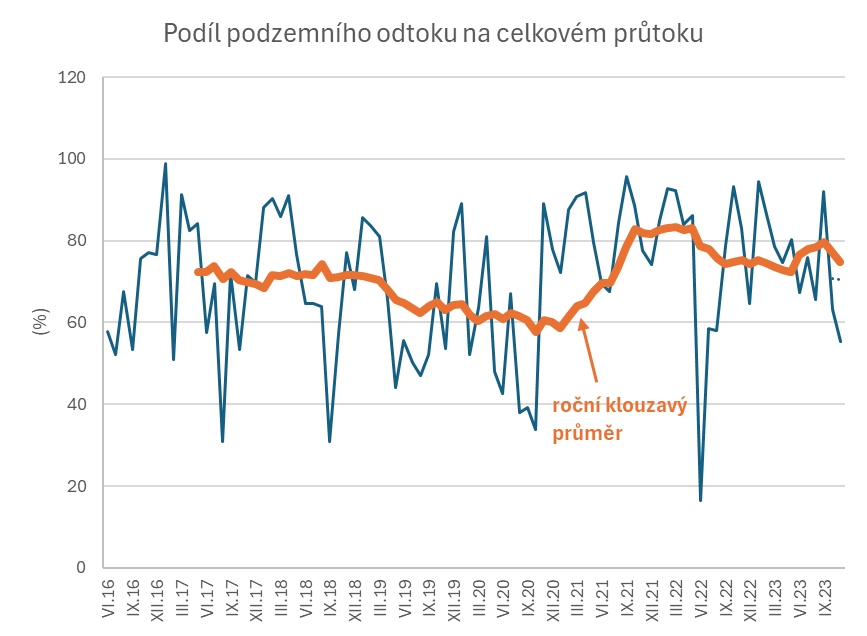 Podíl podzemního odtoku na celkovém průtoku
120
100
80
60
40
20
0
(%)
roční klouzavý
průměr
VI.16
IX.16
XII.16
III.17
VI.17
IX.17
XII.17
III.18
VI.18
IX.18
XII.18
III.19
VI.19
IX.19
XII.19
III.20
VI.20
IX.20
XII.20
III.21
VI.21
IX.21
XII.21
III.22
VI.22
IX.22
XII.22
III.23
VI.23
IX.23